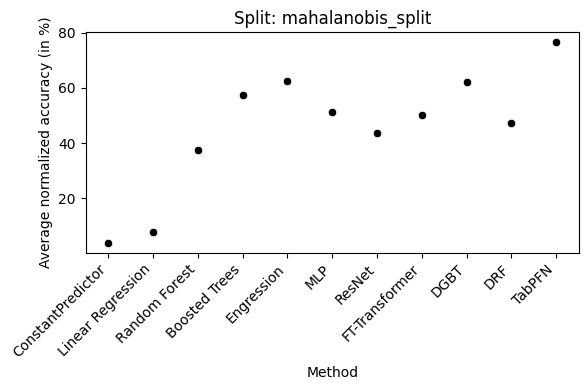 Split: mahalanobis_split
Average normalized accuracy (in %)
80
60
40
20
ConstantPredictor
Linear Regression
Random Forest
Boosted Trees
Engression
MLP
ResNet
FT-Transformer
DGBT
DRF
TabPFN
Method